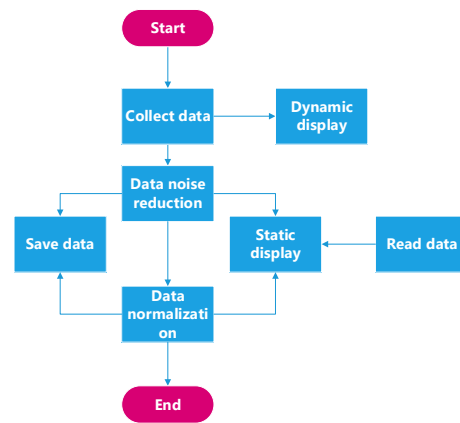 Start
Collect data
Dynamic
display
Data noise
reduction
Save data
Static
display
Read data
Data
normalizati
on
End